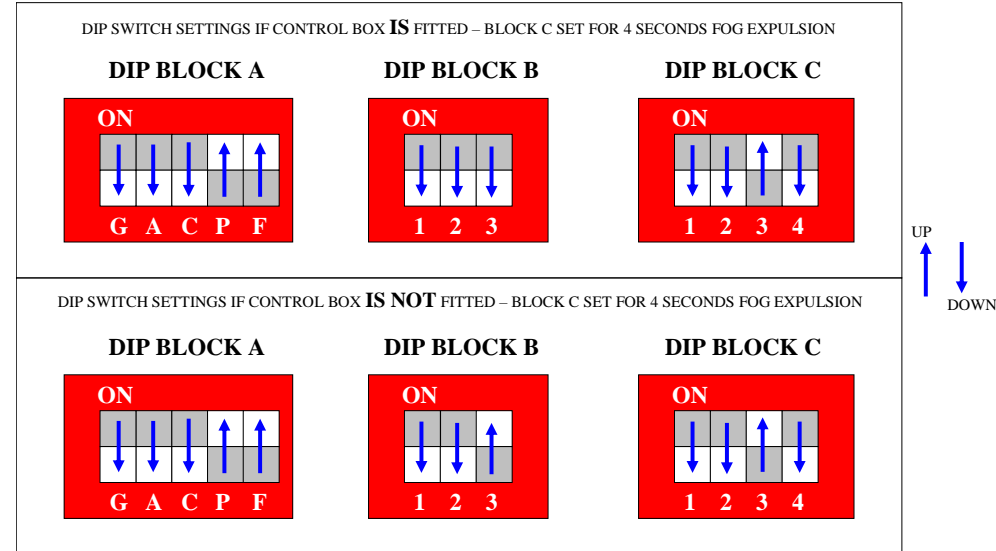 DIP SWITCH SETTINGS IF CONTROL BOX IS FITTED – BLOCK C SET FOR 4 SECONDS FOG EXPULSION
DIP BLOCK A DIP BLOCK B DIP BLOCK C
ON ON ON
G A C P F 1 2 3 1 2 3 4
UP
DOWN
DIP SWITCH SETTINGS IF CONTROL BOX IS NOT FITTED – BLOCK C SET FOR 4 SECONDS FOG EXPULSION
DIP BLOCK A DIP BLOCK B DIP BLOCK C
ON ON ON
G A C P F 1 2 3 1 2 3 4